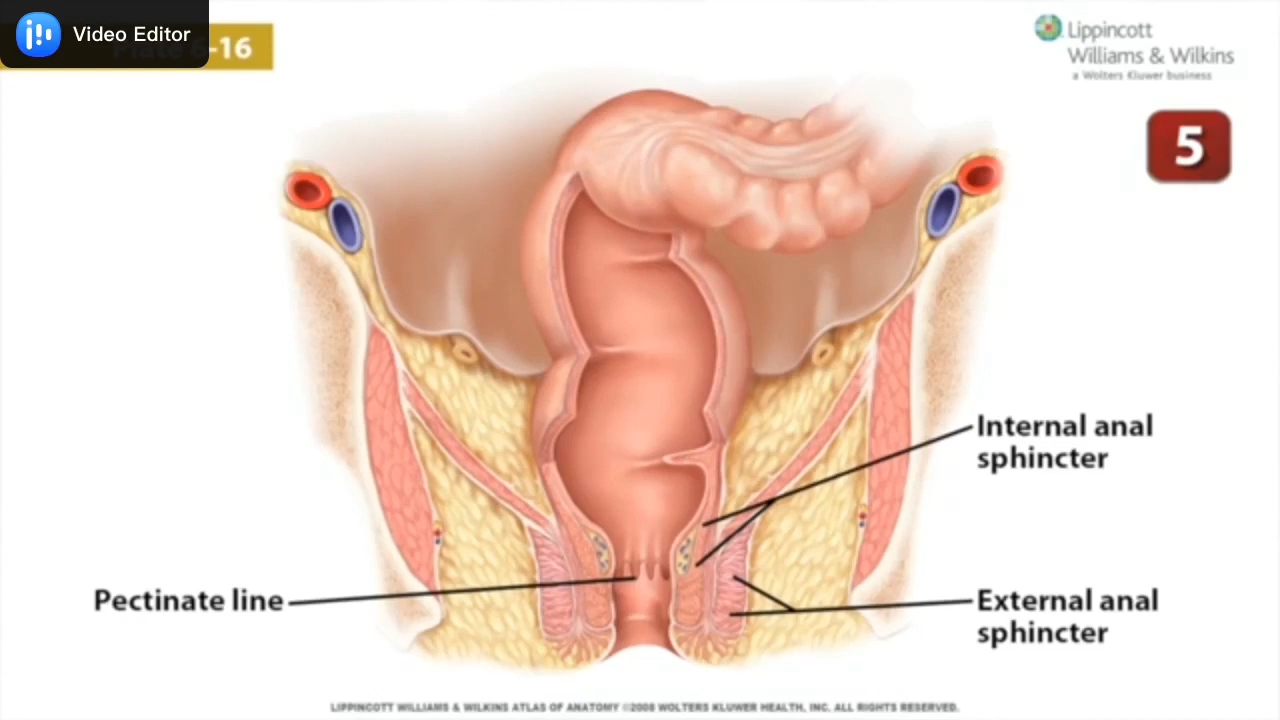 Video Editor
-16
Lippincott
Williams & Wilkins
a Wolters Kluwer business
5
Internal anal
sphincter
Pectinate line
External anal
sphincter
LIPPINCOTT WILLIAMS & WILKINS ATLAS OF ANATOMY ©2008 WOLTERS KLUWER HEALTH, INC. ALL RIGHTS RESERVED.